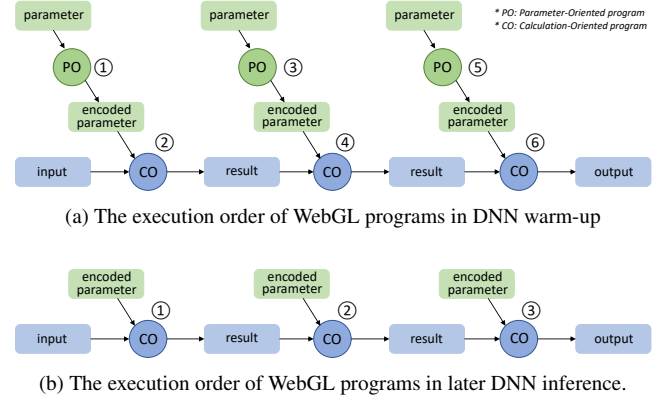 parameter parameter parameter
* PO: Parameter-Oriented program
* CO: Calculation-Oriented program
PO ① PO ③ PO ⑤
encoded encoded encoded
parameter parameter parameter
② ④ ⑥
input CO result CO result CO output
(a) The execution order of WebGL programs in DNN warm-up
encoded encoded encoded
parameter parameter parameter
① ② ③
input CO result CO result CO output
(b) The execution order of WebGL programs in later DNN inference.